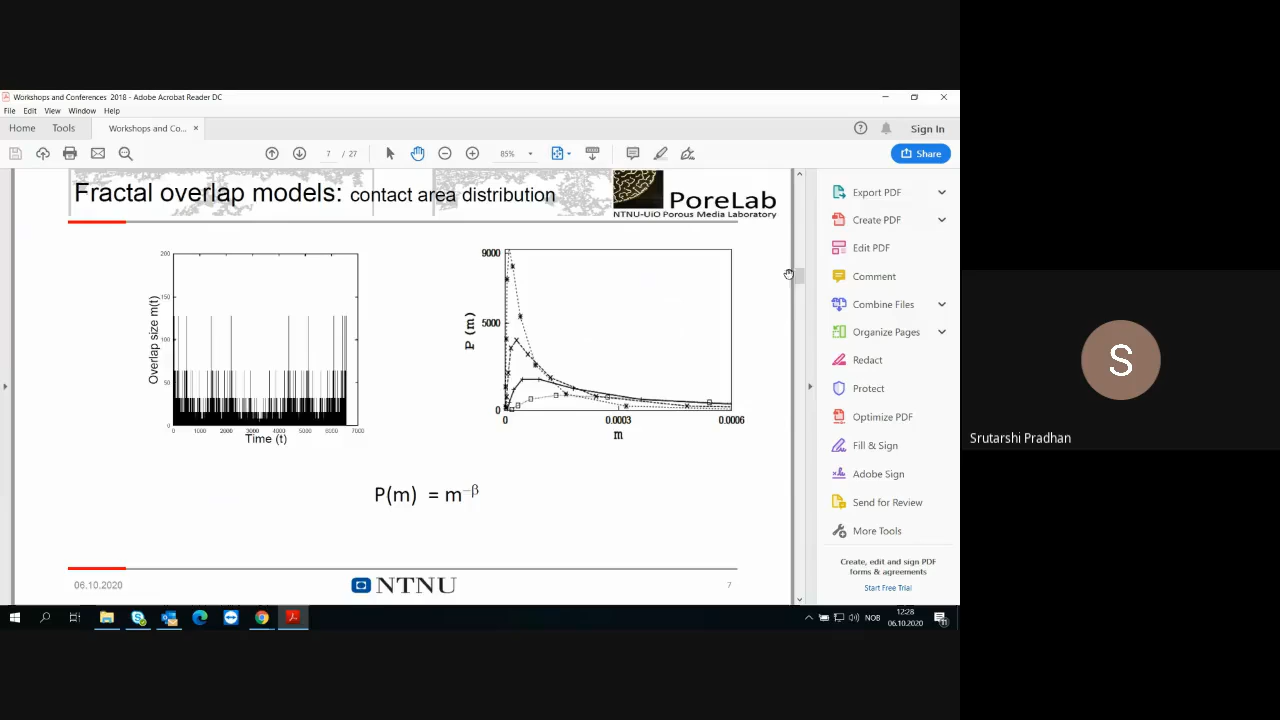 Workshops and Conferences 2018 - Adobe Acrobat Reader DC
File Edit View Window Help
Home Tools Workshops and Co... × Sign In
7 / 27 85% Share
Fractal overlap models: contact area distribution
PoreLab
NTNU-UiO Porous Media Laboratory
200
150
100
50
0
Overlap size m(t)
0 1000 2000 3000 4000 5000 6000 7000
Time (t)
9000
5000
0
P (m)
0 0.0003 0.0006
m
P(m) = m⁻ᵝ
06.10.2020 NTNU 7
Export PDF
Create PDF
Edit PDF
Comment
Combine Files
Organize Pages
Redact
Protect
Optimize PDF
Fill & Sign
Adobe Sign
Send for Review
More Tools
Create, edit and sign PDF
forms & agreements
Start Free Trial
S
Srutarshi Pradhan
NOB
12:28
06.10.2020